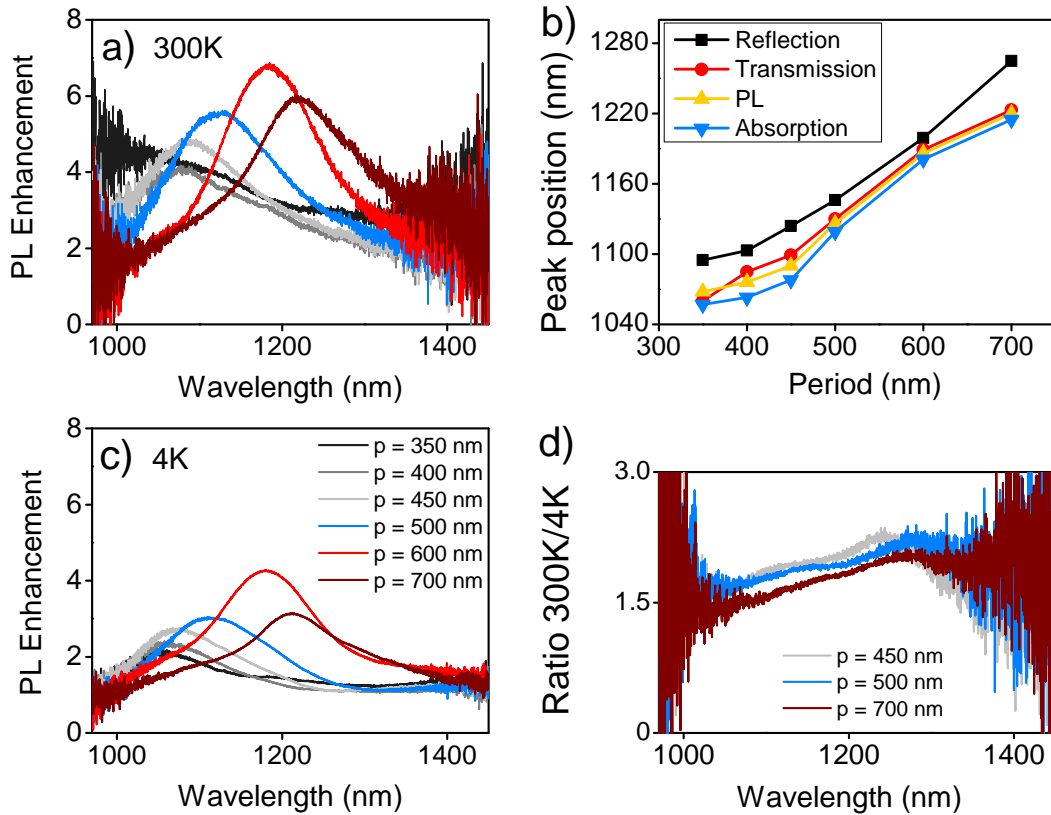 a) 300K
PL Enhancement
8
6
4
2
0
1000 1200 1400
Wavelength (nm)
b)
Peak position (nm)
1280
1220
1160
1100
1040
Reflection
Transmission
PL
Absorption
300 400 500 600 700
Period (nm)
c) 4K
PL Enhancement
8
6
4
2
0
p = 350 nm
p = 400 nm
p = 450 nm
p = 500 nm
p = 600 nm
p = 700 nm
1000 1200 1400
Wavelength (nm)
d)
Ratio 300K/4K
3.0
1.5
0
p = 450 nm
p = 500 nm
p = 700 nm
1000 1200 1400
Wavelength (nm)